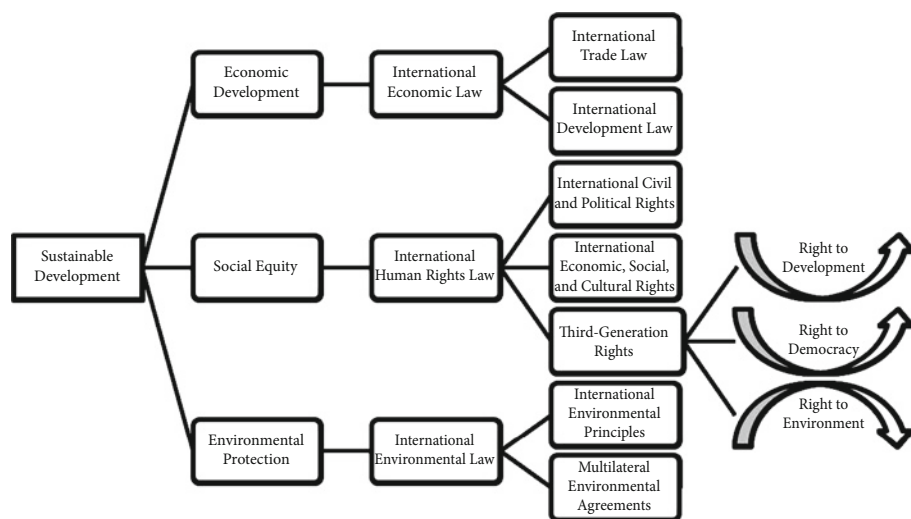 Sustainable
Development
Economic
Development
Social Equity
Environmental
Protection
International
Economic Law
International
Human Rights Law
International
Environmental Law
International
Trade Law
International
Development Law
International Civil
and Political Rights
International
Economic, Social,
and Cultural Rights
Third-Generation
Rights
International
Environmental
Principles
Multilateral
Environmental
Agreements
Right to
Development
Right to
Democracy
Right to
Environment